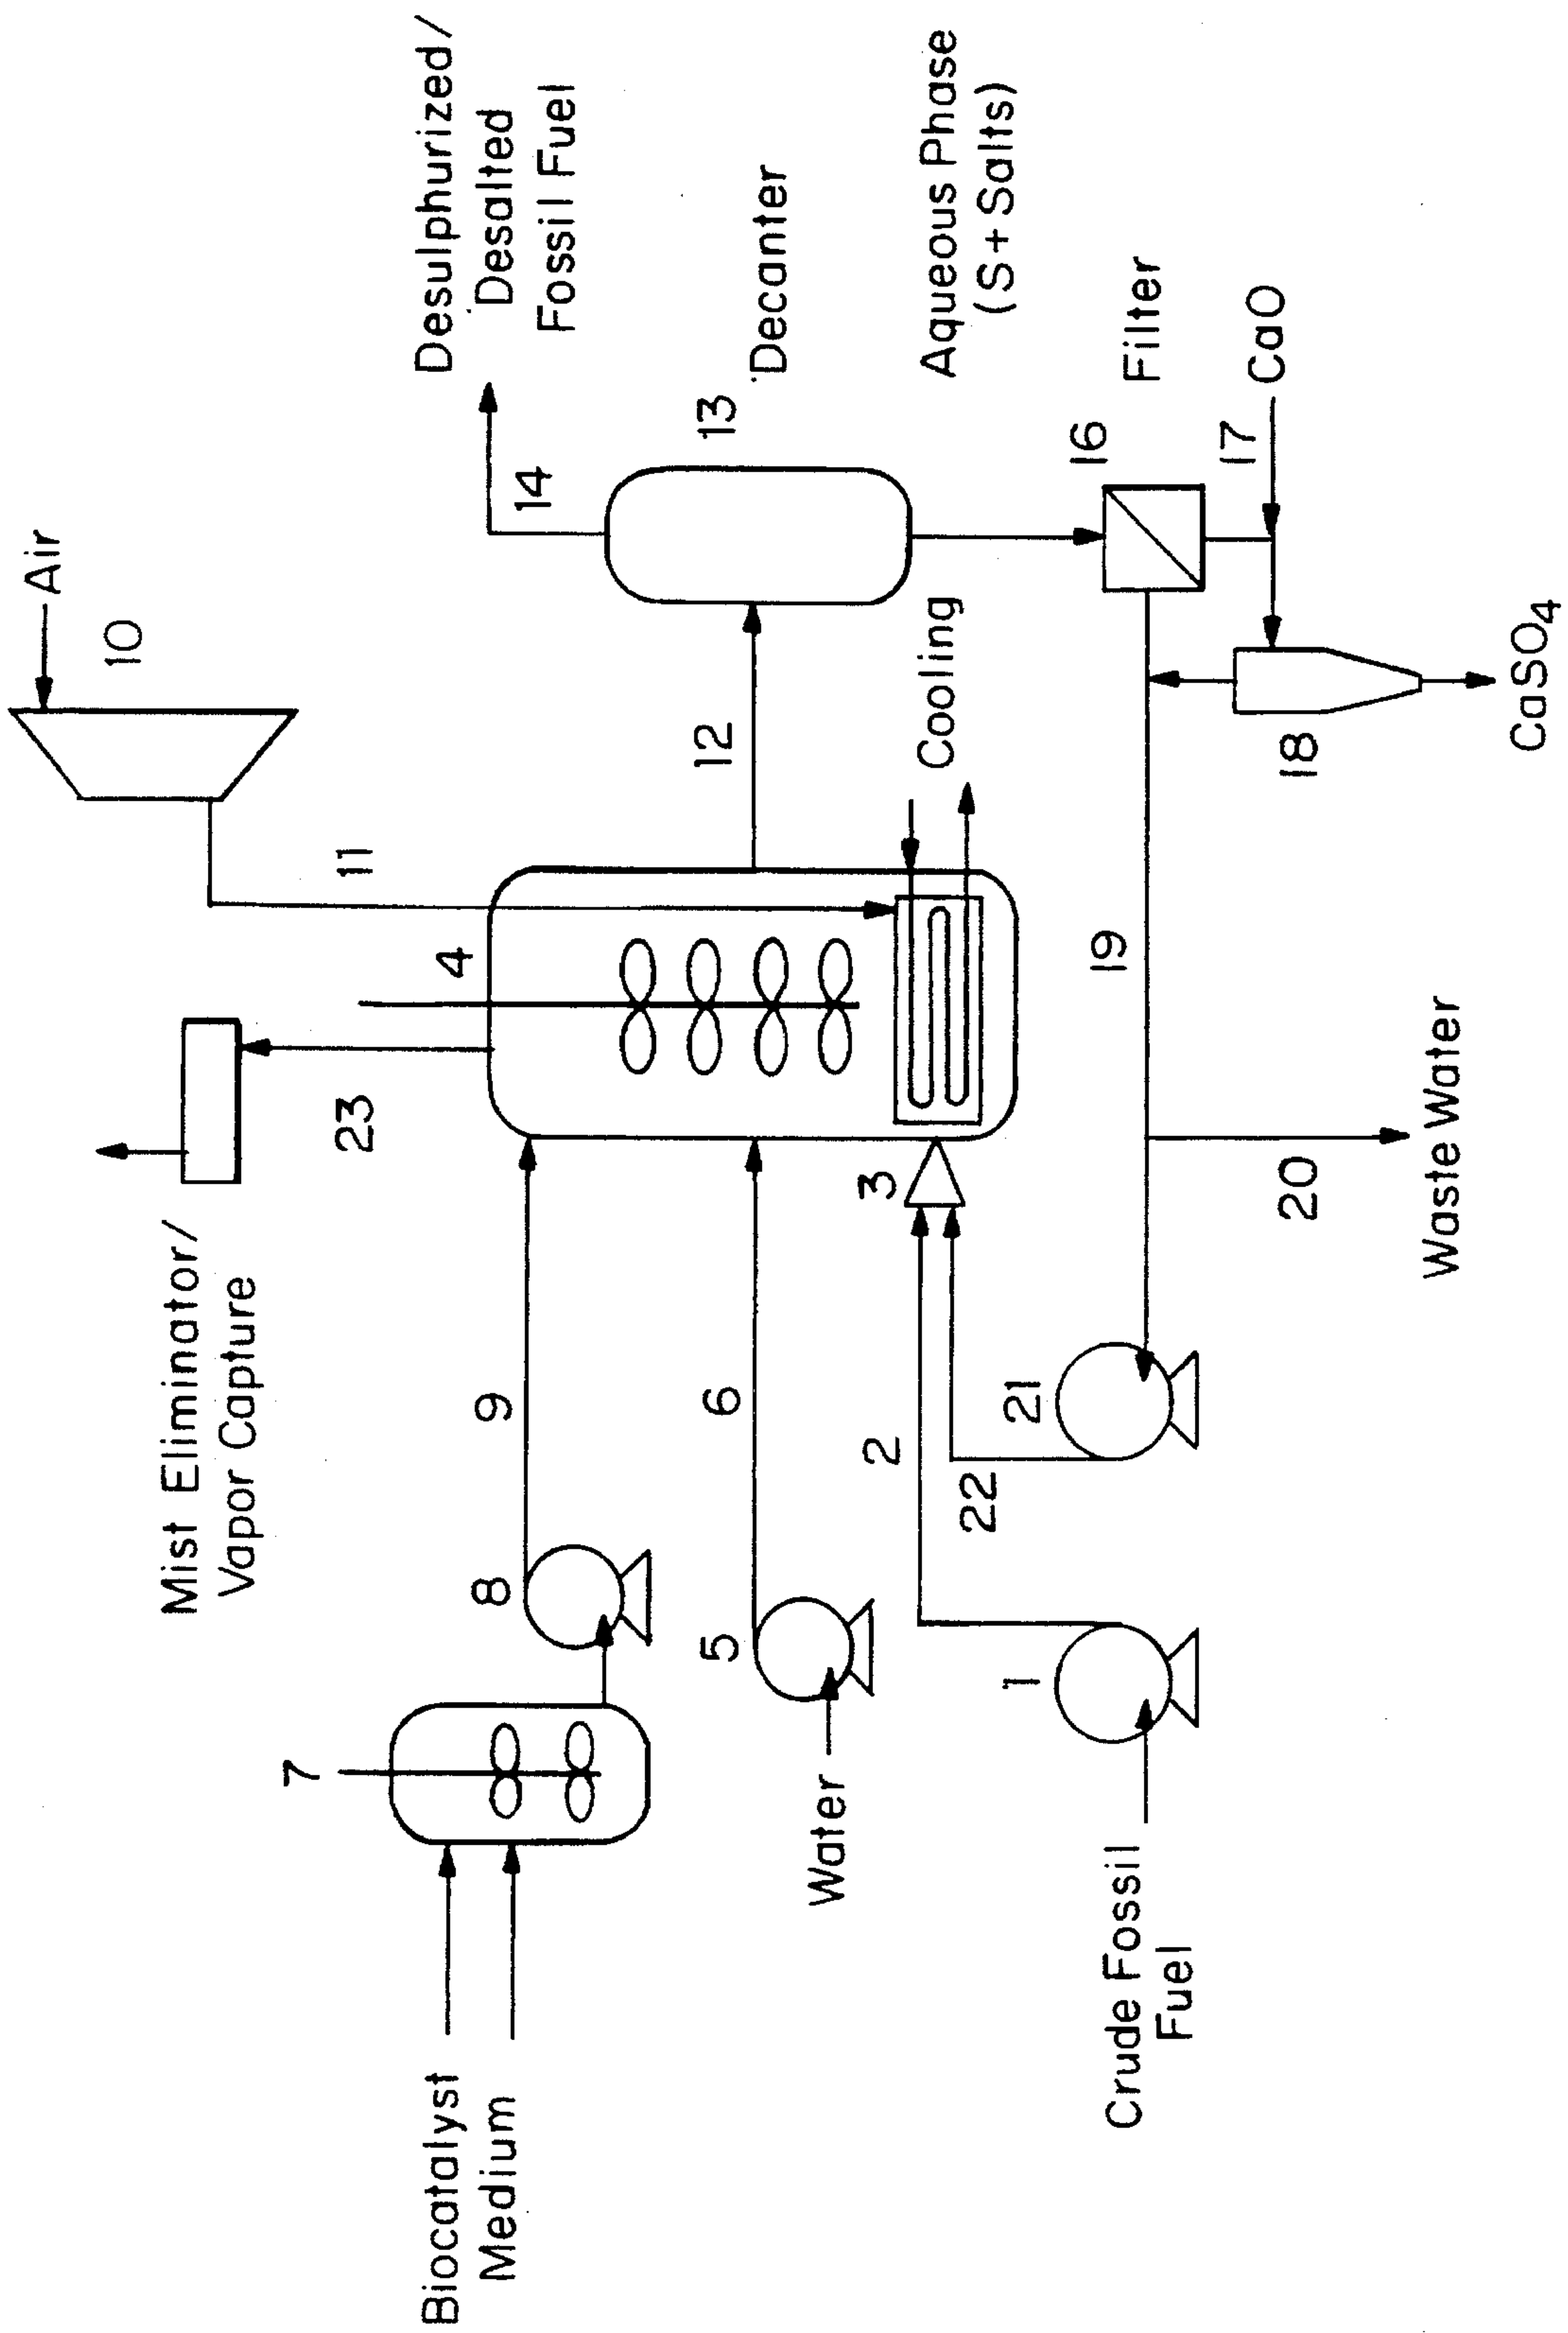 Air
10
Mist Eliminator/
Vapor Capture
7
23
11
Biocatalyst
Medium
8
9
4
14
Desulphurized/
Desalted
Fossil Fuel
5
6
12
13
Decanter
Water
2
3
Cooling
Aqueous Phase
(S+Salts)
22
1
21
19
16
Filter
Crude Fossil
Fuel
17
CaO
20
18
Waste Water
CaSO₄